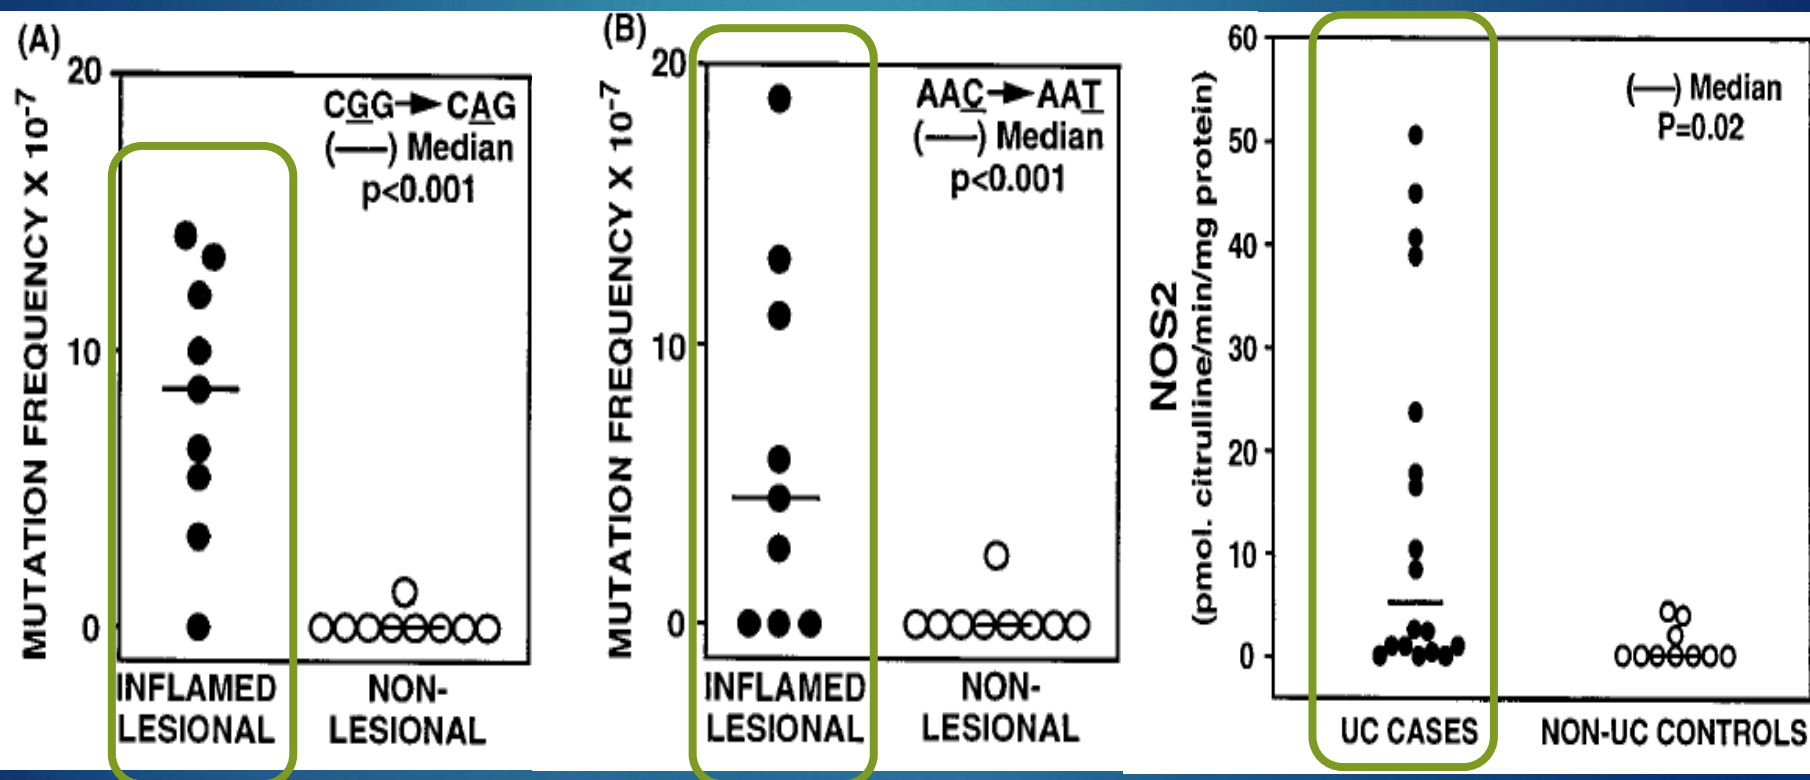 (A)
20
10
0
MUTATION FREQUENCY X 10-7
CGG→CAG
(—) Median
p<0.001
INFLAMED
LESIONAL
NON-
LESIONAL
(B)
20
10
0
MUTATION FREQUENCY X 10-7
AAC→AAT
(—) Median
p<0.001
INFLAMED
LESIONAL
NON-
LESIONAL
NOS2
(pmol. citrulline/min/mg protein)
60
50
40
30
20
10
0
(—) Median
P=0.02
UC CASES
NON-UC CONTROLS